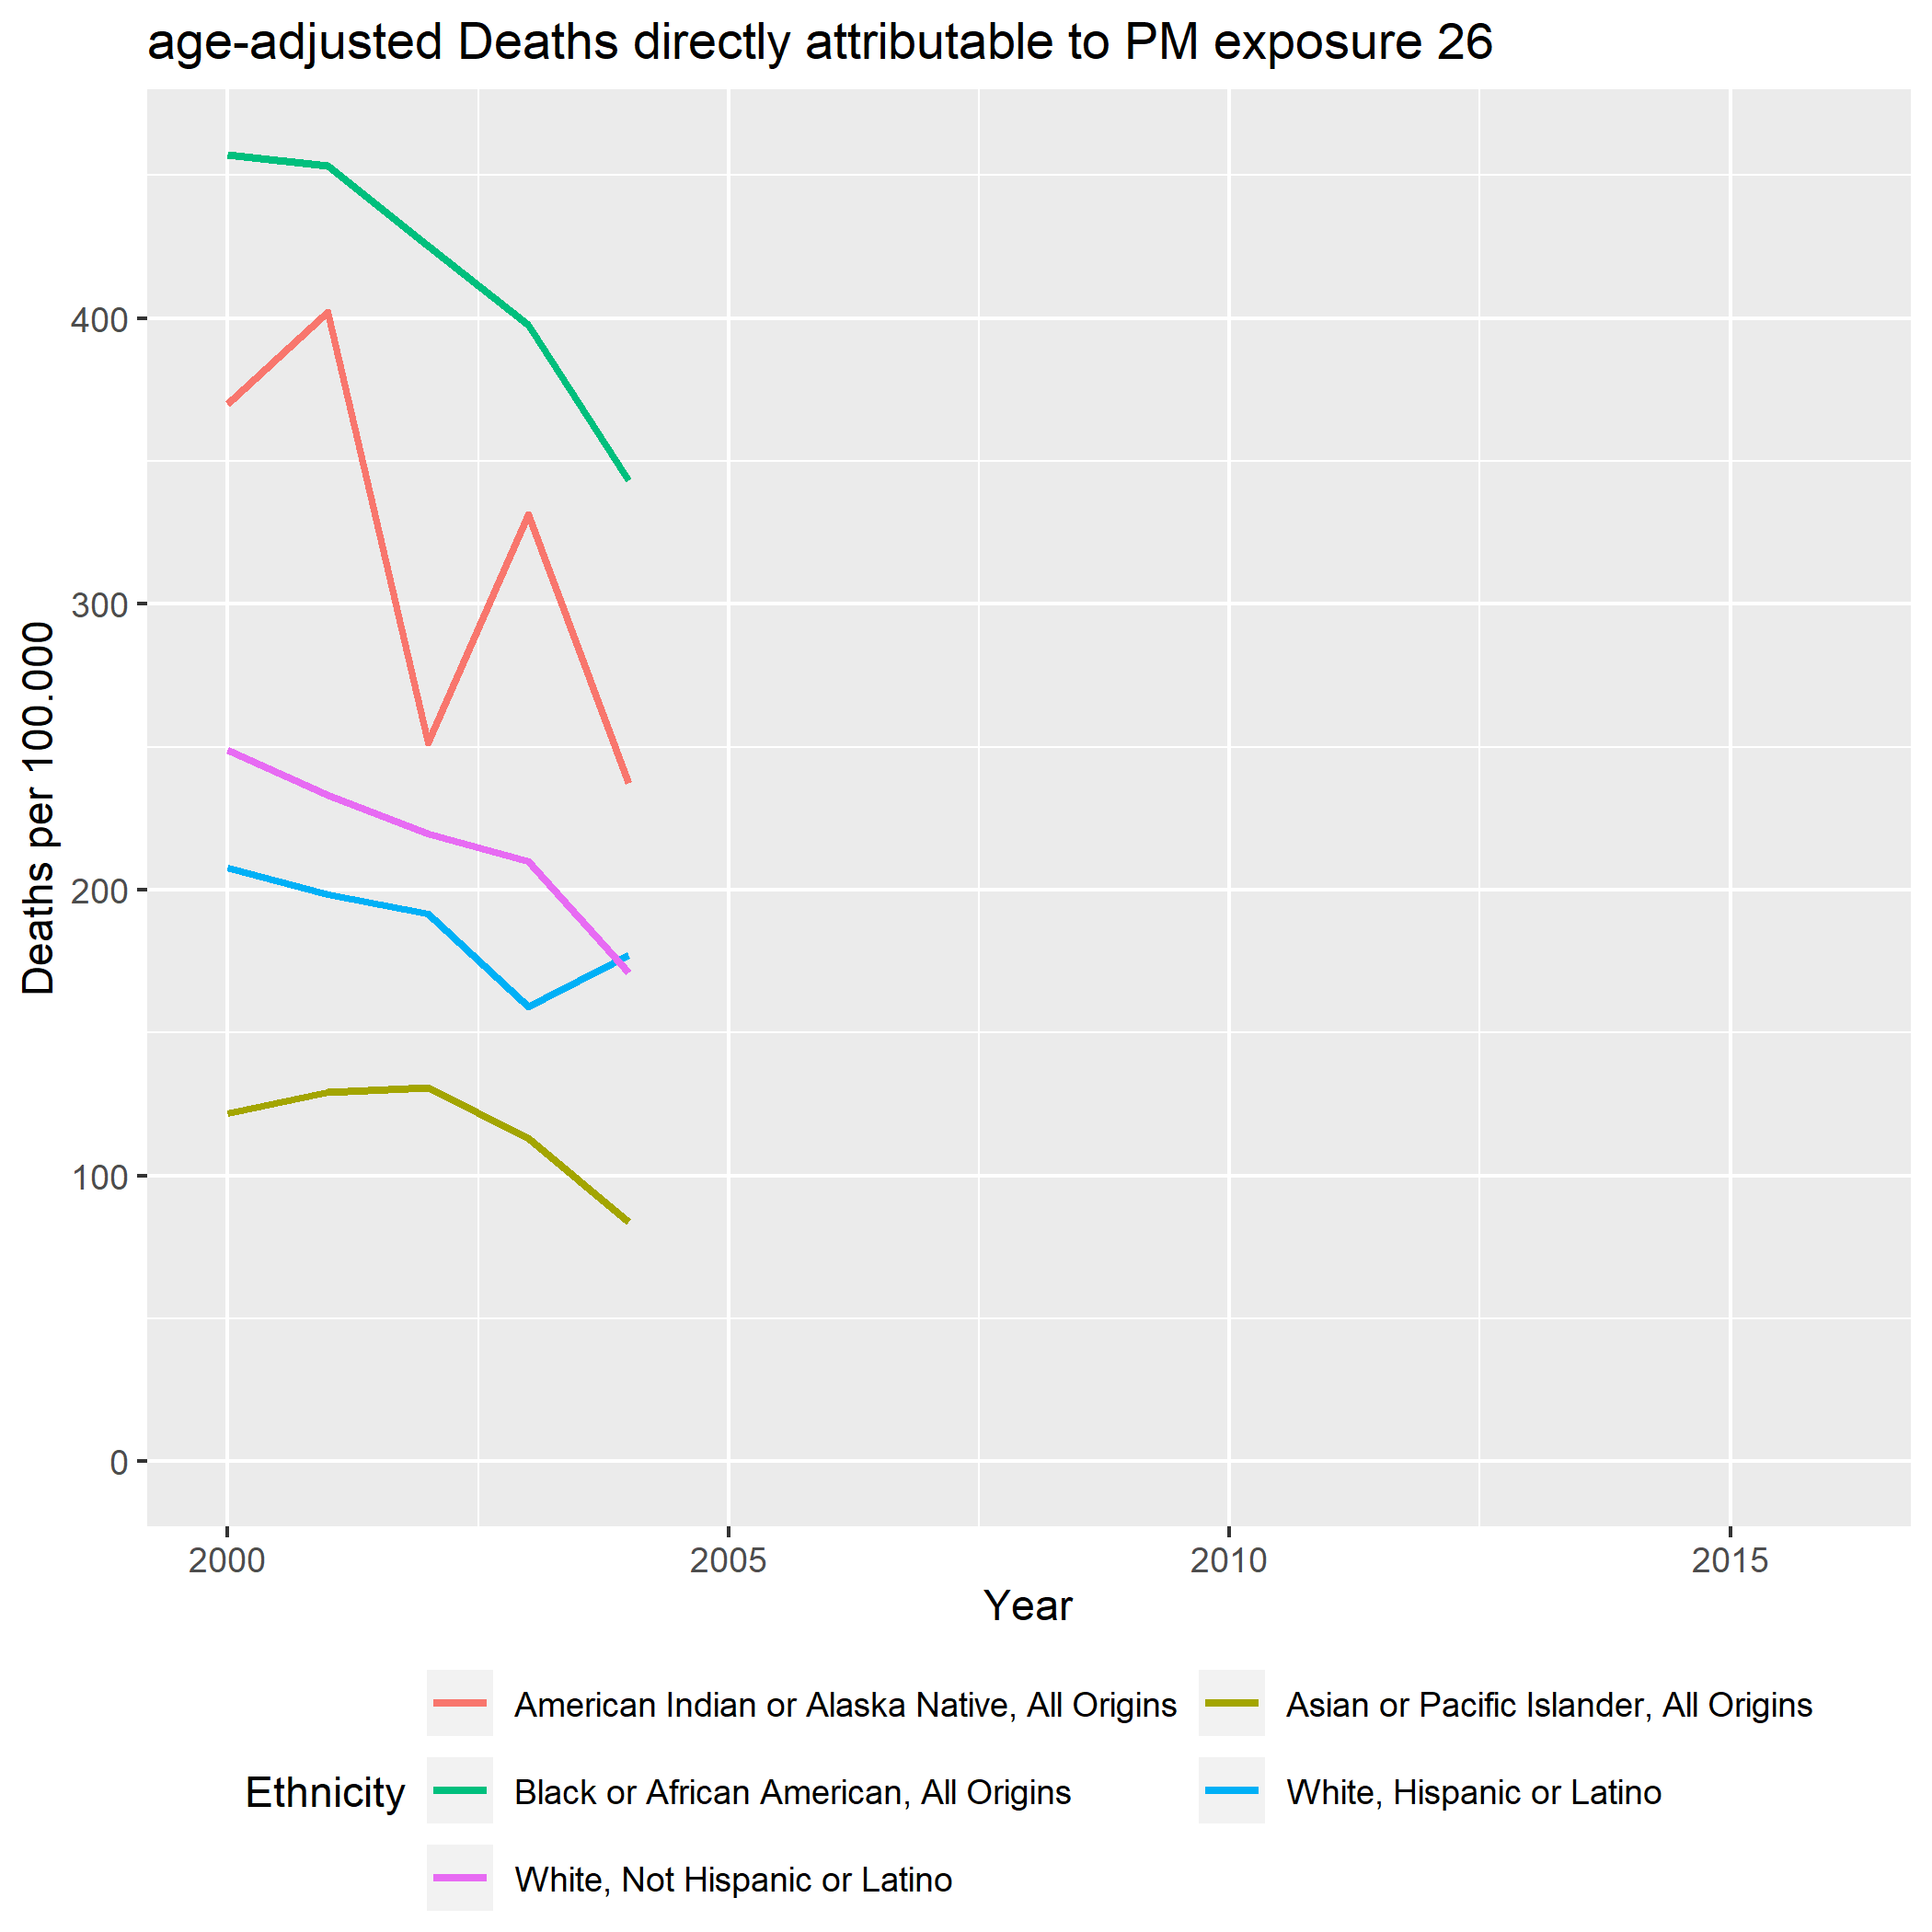 age-adjusted Deaths directly attributable to PM exposure 26
Deaths per 100.000
400
300
200
100
0
2000 2005 2010 2015
Year
Ethnicity
American Indian or Alaska Native, All Origins
Asian or Pacific Islander, All Origins
Black or African American, All Origins
White, Hispanic or Latino
White, Not Hispanic or Latino